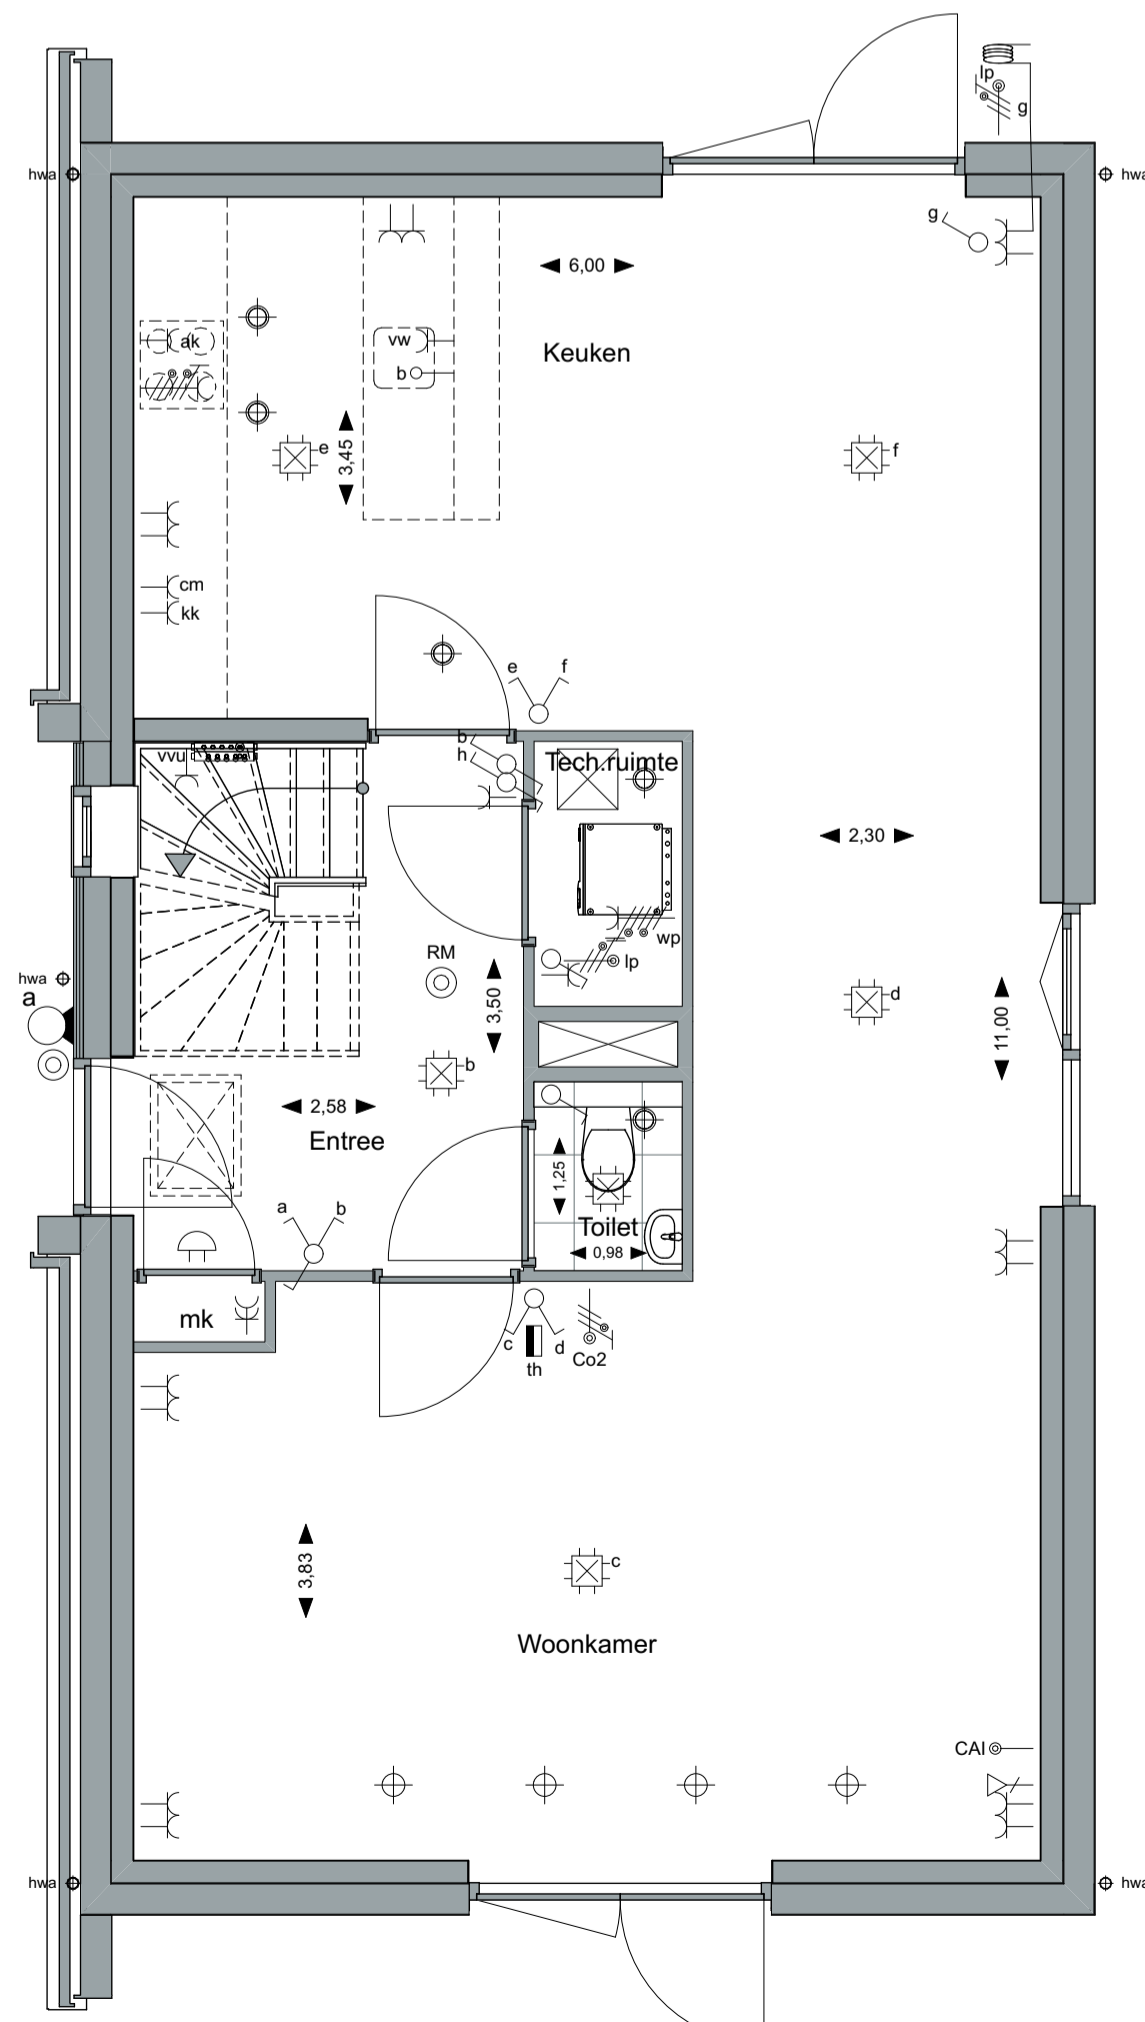 lp
g
hwa
hwa
g
6,00
ak
vw
b
Keuken
e
3,45
f
cm
kk
e f
b
h
vvu
Tech.ruimte
2,30
wp
RM
lp
hwa
a
3,50
d
11,00
b
2,58
Entree
1,25
a b
Toilet
0,98
mk
c d
th
Co2
3,83
c
Woonkamer
CAI
hwa
hwa